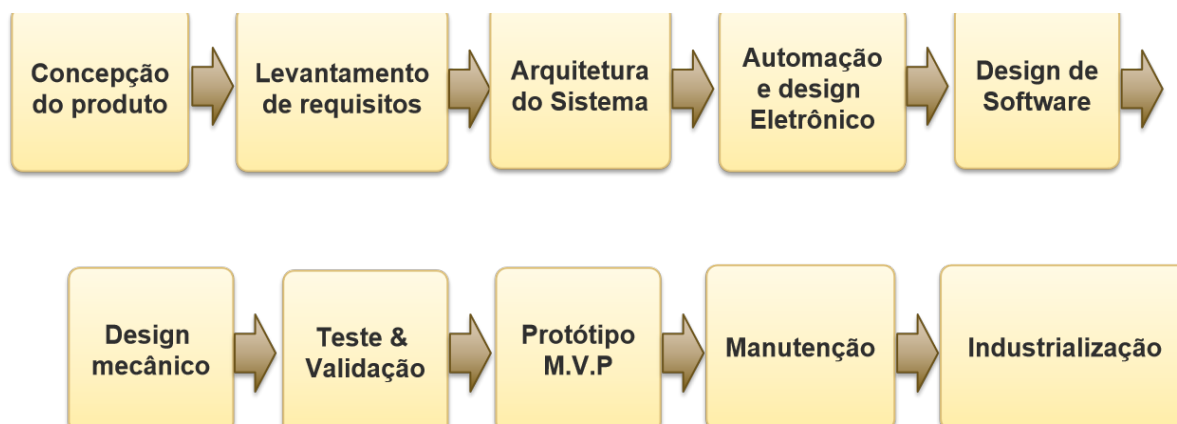 Concepção
do produto
Levantamento
de requisitos
Arquitetura
do Sistema
Automação
e design
Eletrônico
Design de
Software
Design
mecânico
Teste &
Validação
Protótipo
M.V.P
Manutenção
Industrialização